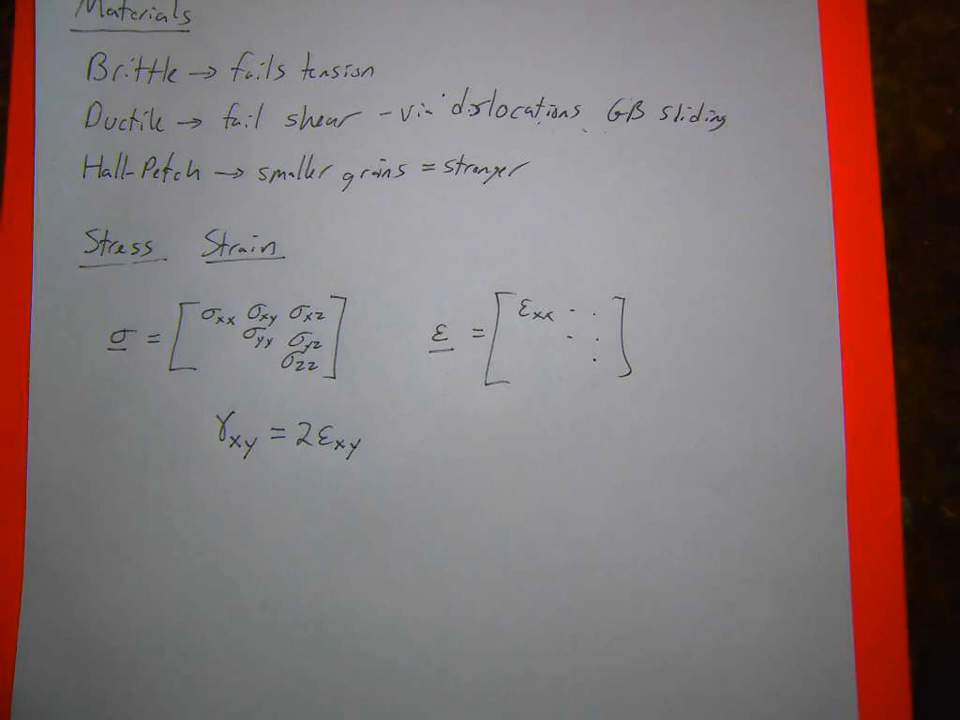 Materials
Brittle → fails tension
Ductile → fail shear - via dislocations GB sliding
Hall-Petch → smaller grains = stronger
Stress Strain
σ = [ σxx σxy σxz
σyy σyz
σzz ]
ε = [ εxx . .
. .
. ]
γxy = 2εxy